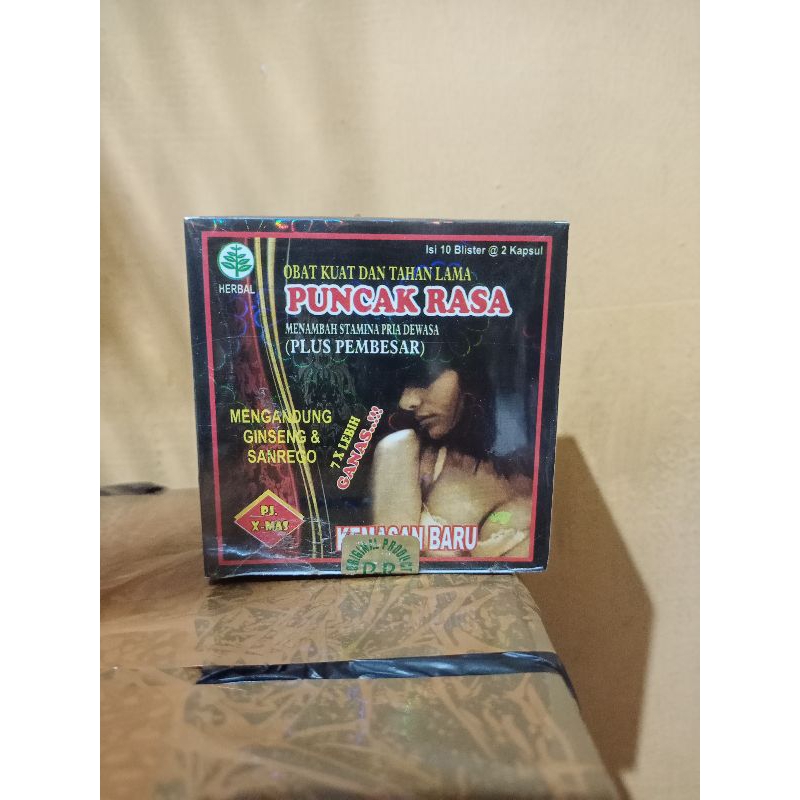 Isi 10 Blister @ 2 Kapsul
HERBAL
OBAT KUAT DAN TAHAN LAMA
PUNCAK RASA
MENAMBAH STAMINA PRIA DEWASA
(PLUS PEMBESAR)
MENGANDUNG
GINSENG &
SANREGO
7 X LEBIH
GANAS..!!!
PJ.
X-MAS
KEMASAN BARU
ORIGINAL PRODUCT